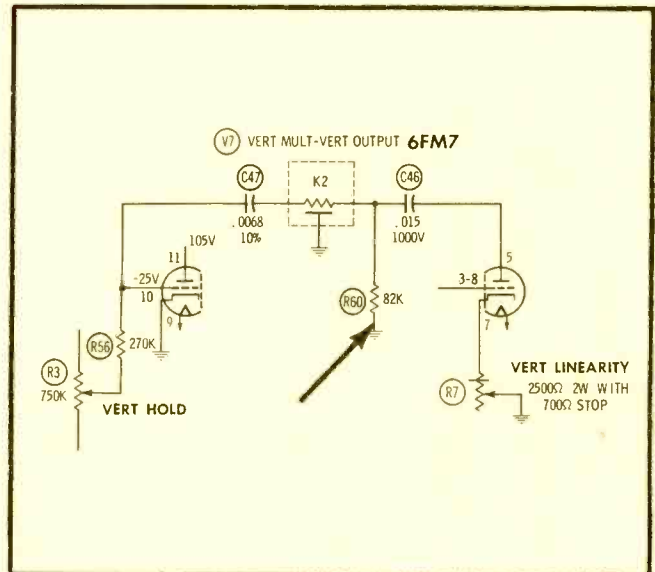 V7 VERT MULT-VERT OUTPUT 6FM7
C47
K2
C46
.0068
10%
.015
1000V
105V
11
5
-25V
10
3-8
9
7
R60 82K
R56 270K
R3
750K
VERT HOLD
R7
VERT LINEARITY
2500Ω 2W WITH
700Ω STOP